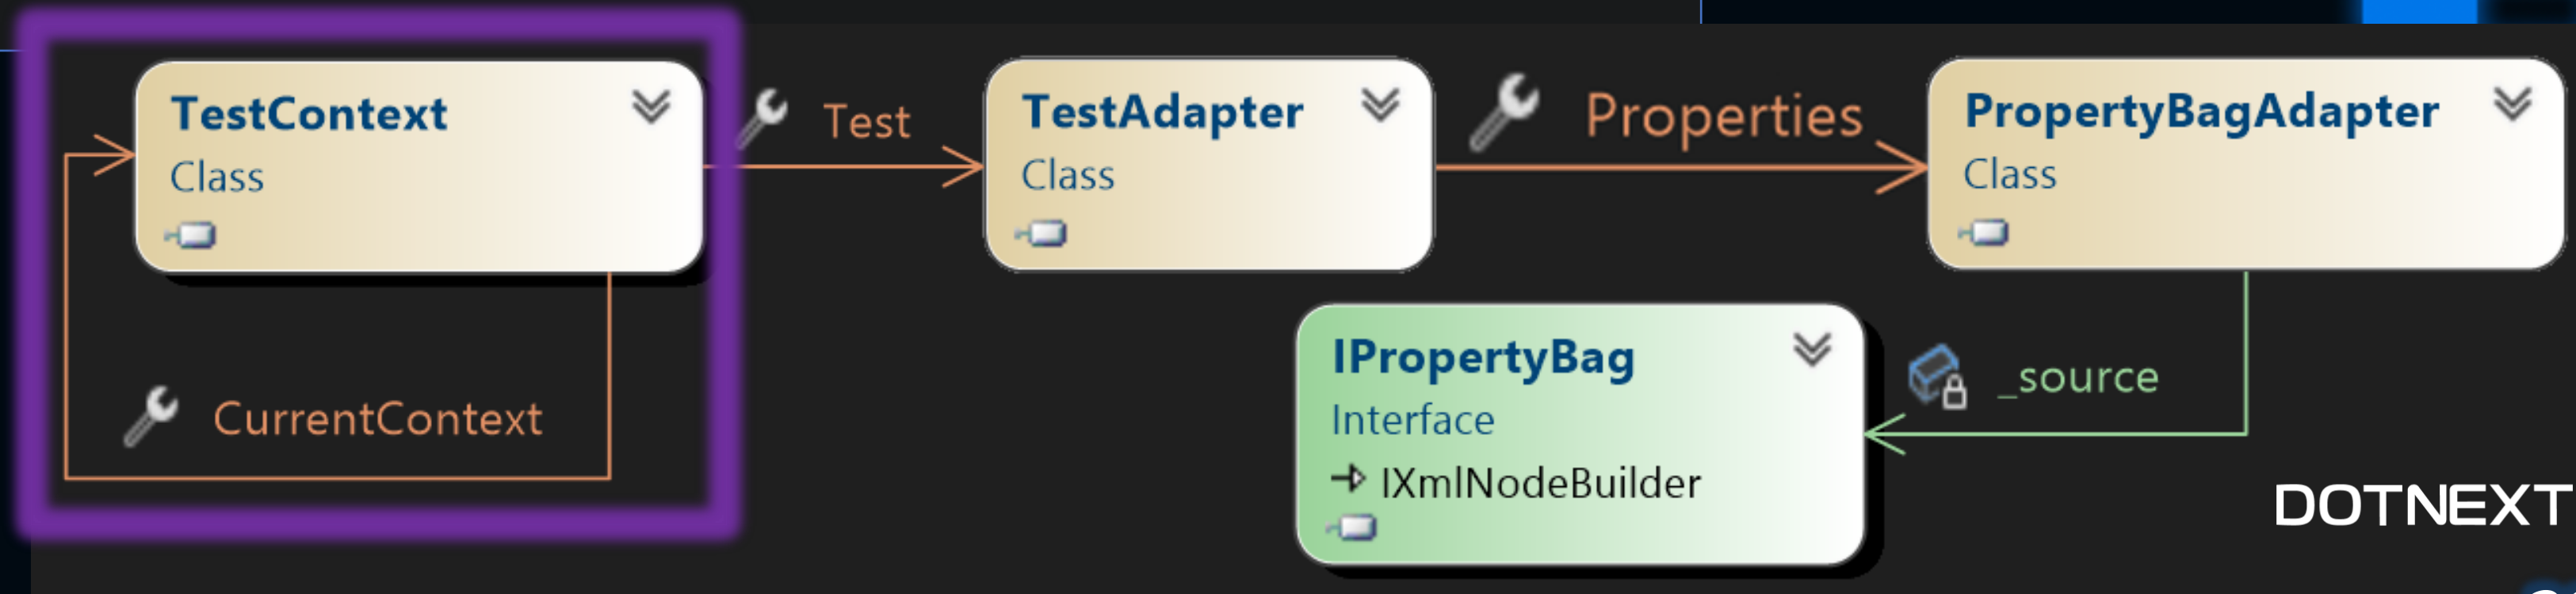 TestContext
Class
CurrentContext
Test
TestAdapter
Class
Properties
PropertyBagAdapter
Class
IPropertyBag
Interface
IXmlNodeBuilder
_source
DOTNEXT